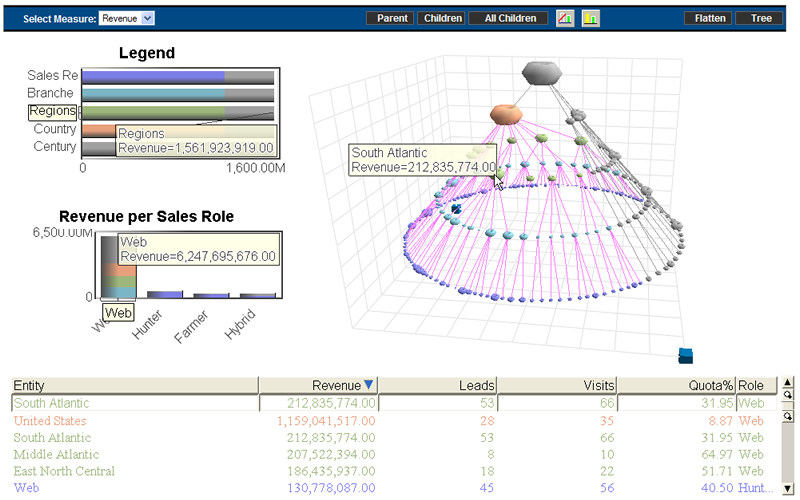 Select Measure: Revenue Parent Children All Children Flatten Tree
Legend
Sales Re
Branche
Regions
Country
Century
Regions
Revenue=1,561,923,919.00
0 1,600.00M
South Atlantic
Revenue=212,835,774.00
Revenue per Sales Role
6,500.00M
0
Web
Revenue=6,247,695,676.00
Web
Hunter
Farmer
Hybrid
Entity Revenue Leads Visits Quota% Role
South Atlantic 212,835,774.00 53 66 31.95 Web
United States 1,159,041,517.00 28 35 8.87 Web
South Atlantic 212,835,774.00 53 66 31.95 Web
Middle Atlantic 207,522,394.00 8 10 64.97 Web
East North Central 186,435,937.00 18 22 51.71 Web
Web 130,778,087.00 45 56 40.50 Hunt...